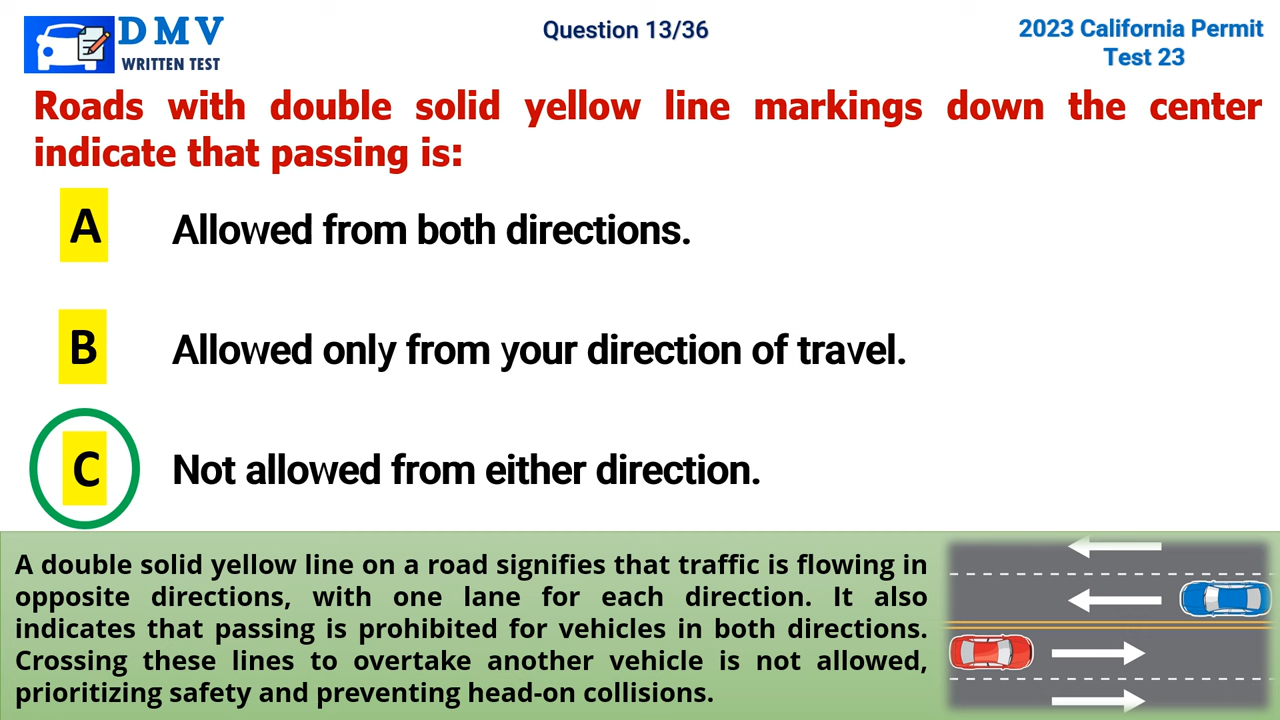 DMV
WRITTEN TEST
Question 13/36
2023 California Permit
Test 23
Roads with double solid yellow line markings down the center
indicate that passing is:
A Allowed from both directions.
B Allowed only from your direction of travel.
C Not allowed from either direction.
A double solid yellow line on a road signifies that traffic is flowing in
opposite directions, with one lane for each direction. It also
indicates that passing is prohibited for vehicles in both directions.
Crossing these lines to overtake another vehicle is not allowed,
prioritizing safety and preventing head-on collisions.